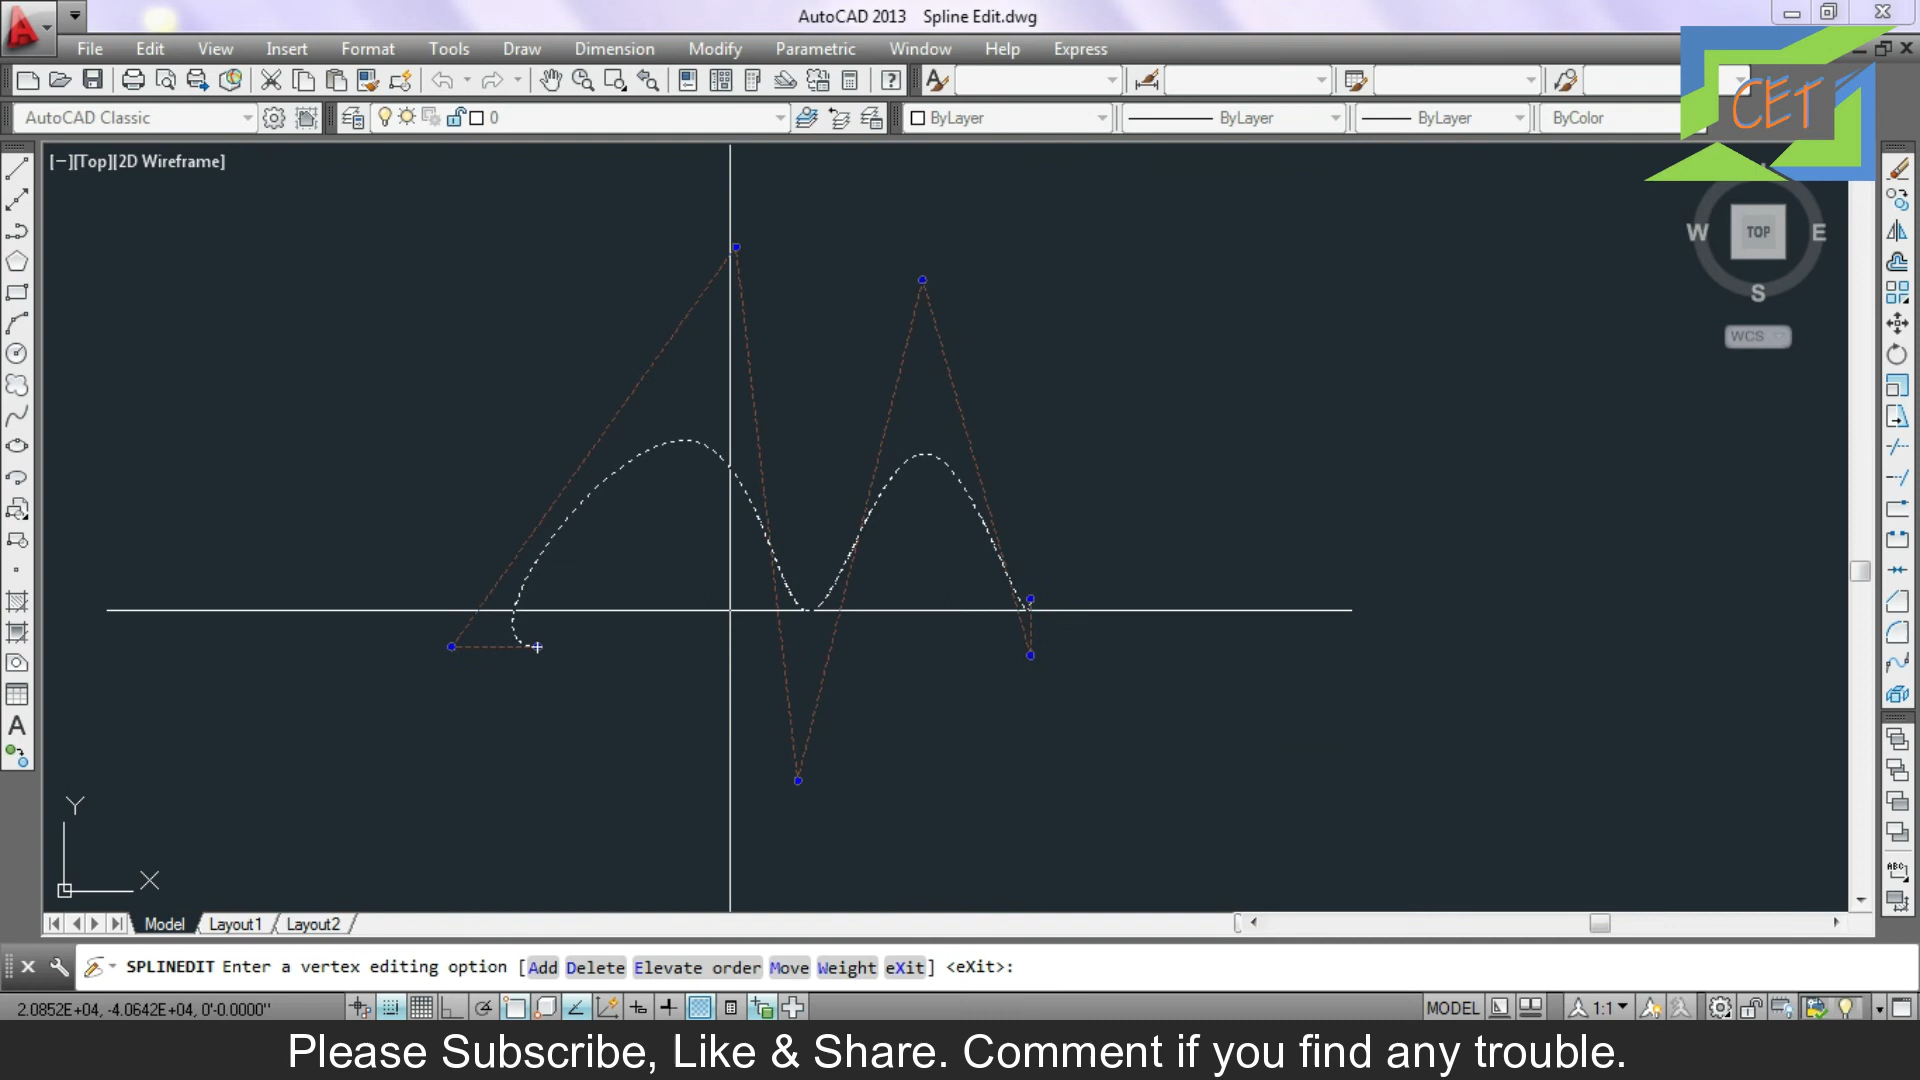 AutoCAD 2013 Spline Edit.dwg
File Edit View Insert Format Tools Draw Dimension Modify Parametric Window Help Express
AutoCAD Classic 0 ByLayer ByLayer ByLayer ByColor
CET
[−][Top][2D Wireframe]
W TOP E
S
WCS
A
Y
X
ABC
Model Layout1 Layout2
SPLINEDIT Enter a vertex editing option [Add Delete Elevate order Move Weight eXit] <eXit>:
2.0852E+04, -4.0642E+04, 0'-0.0000" MODEL 1:1
Please Subscribe, Like & Share. Comment if you find any trouble.